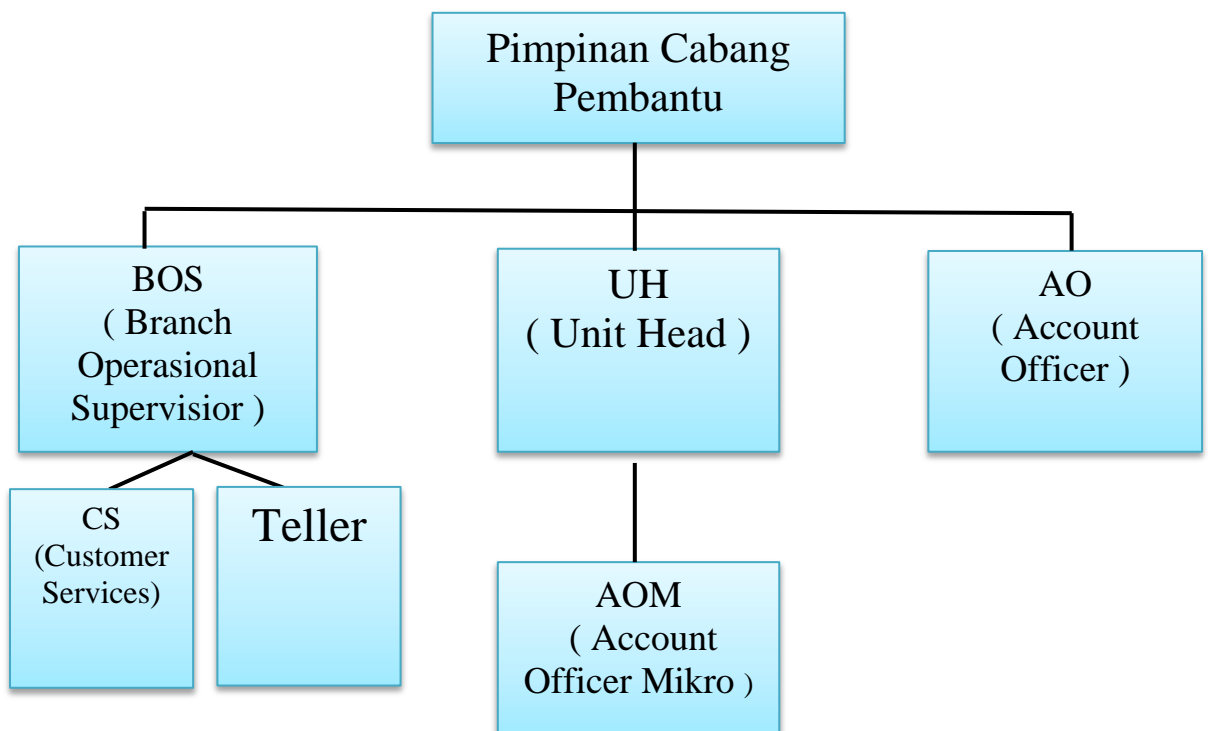 Pimpinan Cabang
Pembantu
BOS
( Branch
Operasional
Supervisior )
UH
( Unit Head )
AO
( Account
Officer )
CS
(Customer
Services)
Teller
AOM
( Account
Officer Mikro )